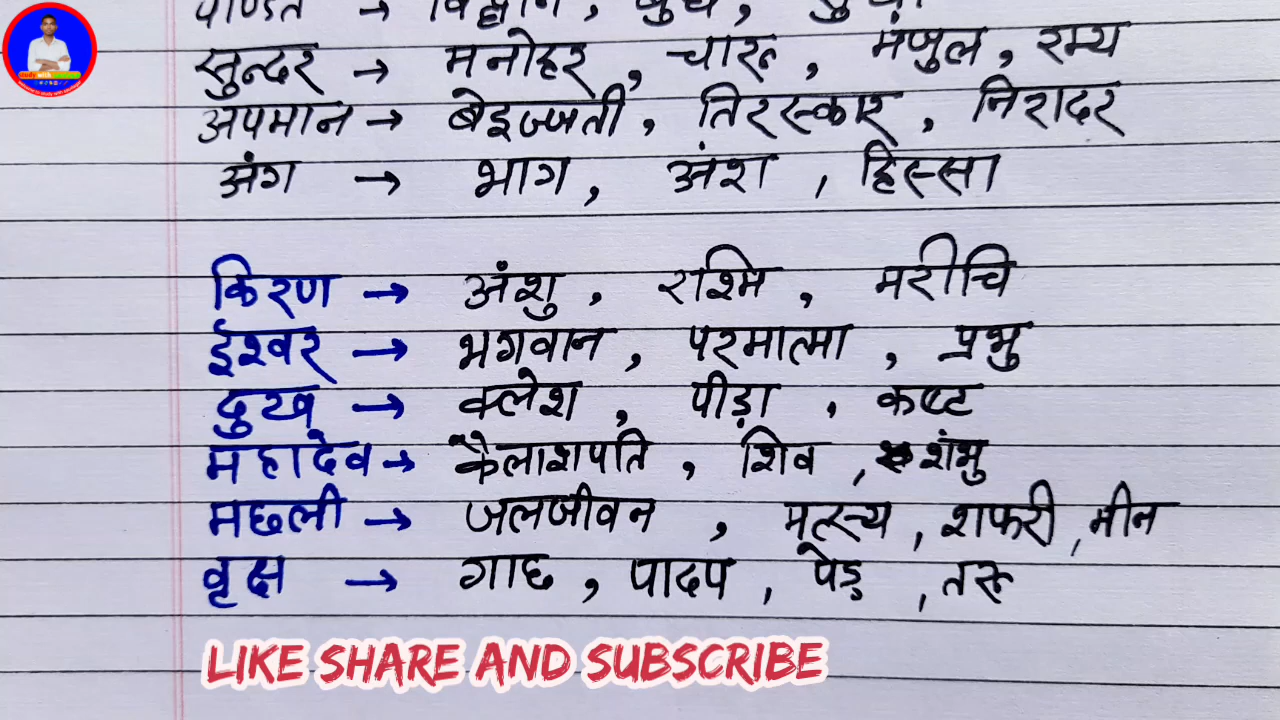 पण्डित → विद्वान, बुध,
सुन्दर → मनोहर, चारू, मंजुल, रम्य
अपमान → बेइज्जती, तिरस्कार, निरादर
अंग → भाग, अंश, हिस्सा
किरण → अंशु, रश्मि, मरीचि
ईश्वर → भगवान, परमात्मा, प्रभु
दुख → क्लेश, पीड़ा, कष्ट
महादेव → कैलाशपति, शिव, शंभु
मछली → जलजीवन, मत्स्य, शफरी, मीन
वृक्ष → गाछ, पादप, पेड़, तरू
LIKE SHARE AND SUBSCRIBE